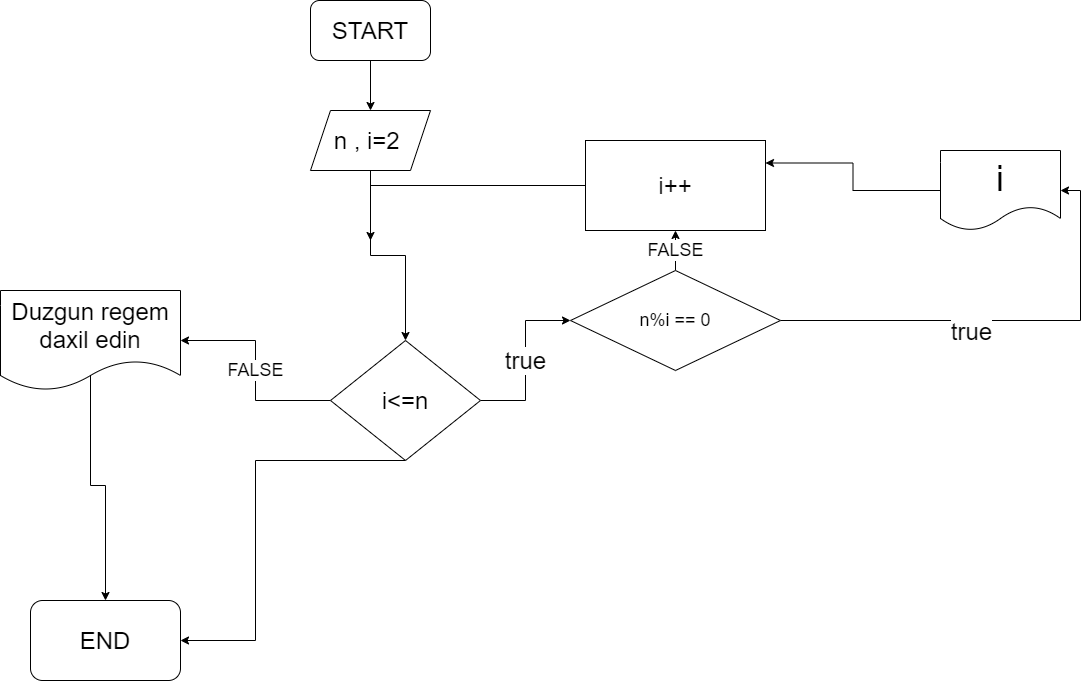 START
n , i=2
i++
i
FALSE
n%i == 0
true
Duzgun regem
daxil edin
FALSE
true
i<=n
END